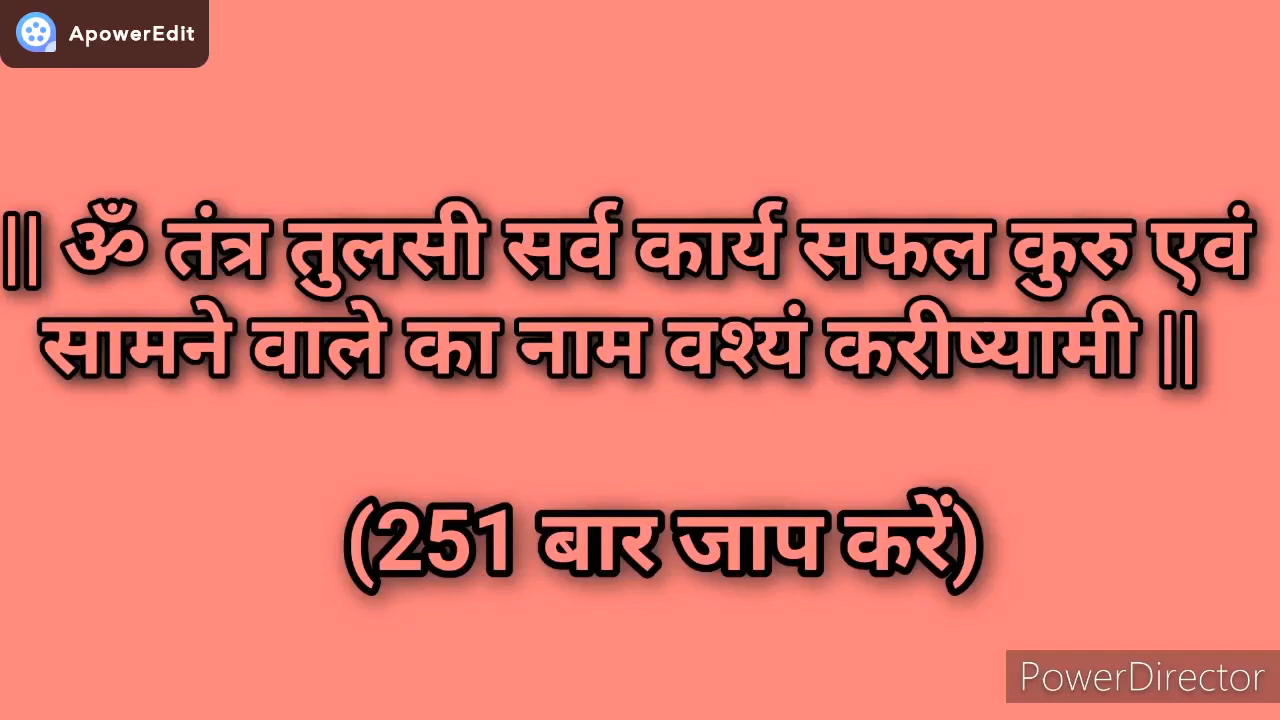 ApowerEdit
|| ॐ तंत्र तुलसी सर्व कार्य सफल कुरु एवं
सामने वाले का नाम वश्यं करीष्यामी ||
(251 बार जाप करें)
PowerDirector